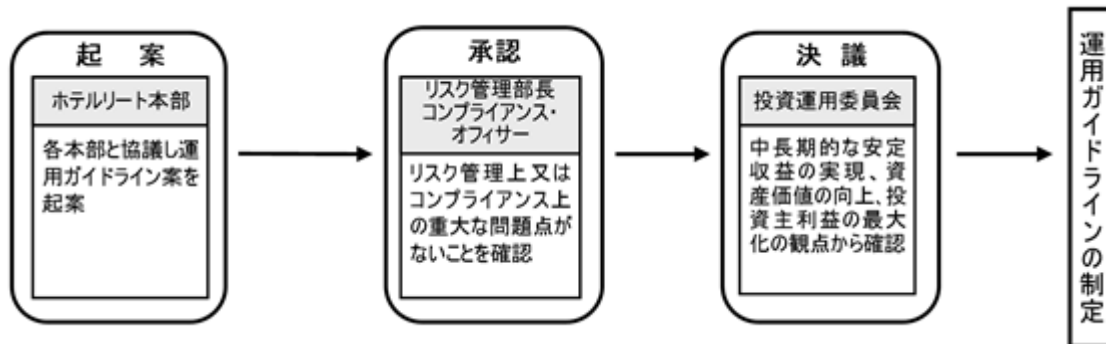 起　案
ホテルリート本部
各本部と協議し運
用ガイドライン案を
起案
承認
リスク管理部長
コンプライアンス・
オフィサー
リスク管理上又は
コンプライアンス上
の重大な問題点が
ないことを確認
決 議
投資運用委員会
中長期的な安定
収益の実現、資
産価値の向上、投
資主利益の最大
化の観点から確認
運用ガイドラインの制定